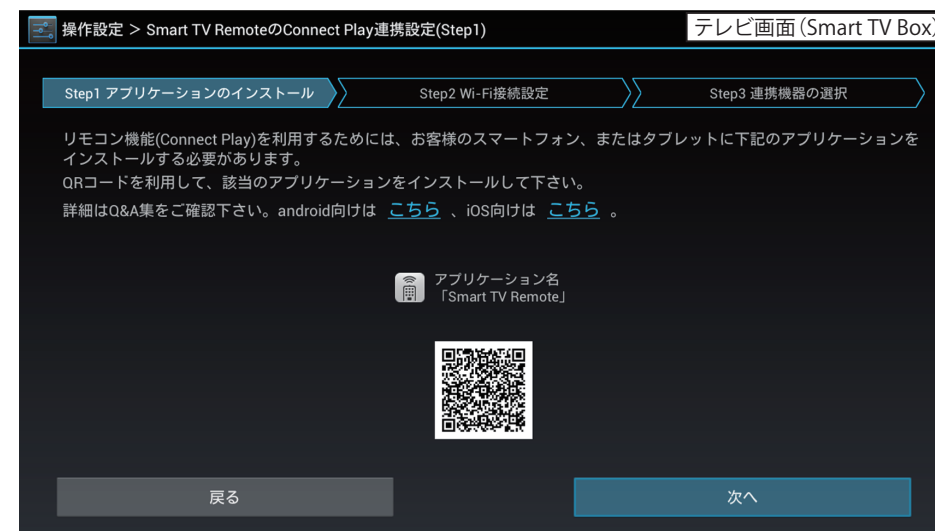 操作設定 > Smart TV RemoteのConnect Play連携設定(Step1)
テレビ画面(Smart TV Box)
Step1 アプリケーションのインストール
Step2 Wi-Fi接続設定
Step3 連携機器の選択
リモコン機能(Connect Play)を利用するためには、お客様のスマートフォン、またはタブレットに下記のアプリケーションを
インストールする必要があります。
QRコードを利用して、該当のアプリケーションをインストールして下さい。
詳細はQ&A集をご確認下さい。android向けは こちら 、iOS向けは こちら 。
アプリケーション名
「Smart TV Remote」
戻る
次へ